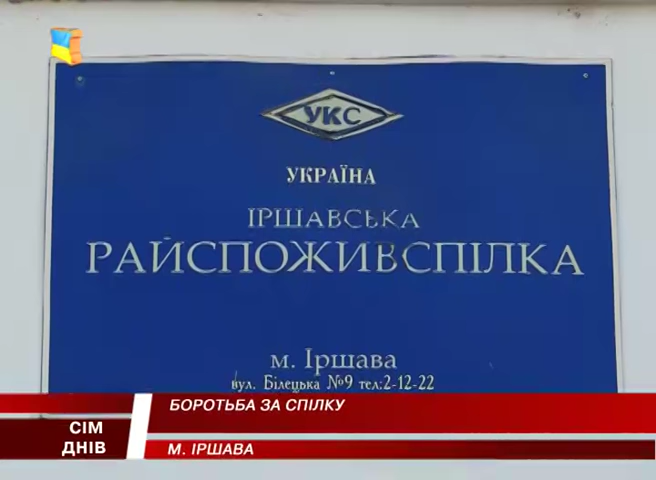 УКС
УКРАЇНА
ІРШАВСЬКА
РАЙСПОЖИВСПІЛКА
м. Іршава
вул. Білецька №9 тел:2-12-22
БОРОТЬБА ЗА СПІЛКУ
СІМ
ДНІВ
М. ІРШАВА